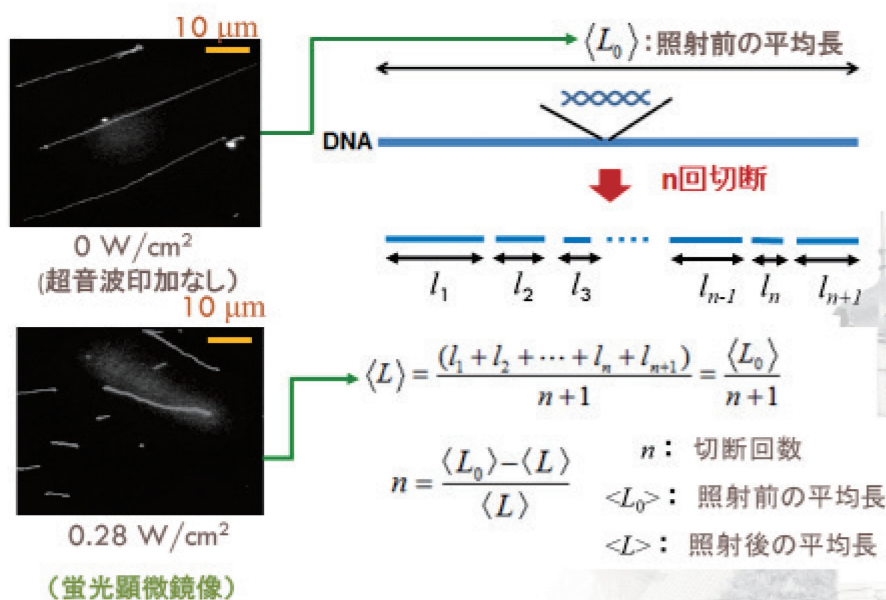 10 μm
0 W/cm²
(超音波印加なし)
10 μm
0.28 W/cm²
(蛍光顕微鏡像)
⟨L₀⟩:照射前の平均長
DNA
n回切断
l₁ l₂ l₃ lₙ₋₁ lₙ lₙ₊₁
⟨L⟩ = (l₁ + l₂ + ⋯ + lₙ + lₙ₊₁) / n+1 = ⟨L₀⟩ / n+1
n = ⟨L₀⟩−⟨L⟩ / ⟨L⟩
n : 切断回数
<L₀> : 照射前の平均長
<L> : 照射後の平均長